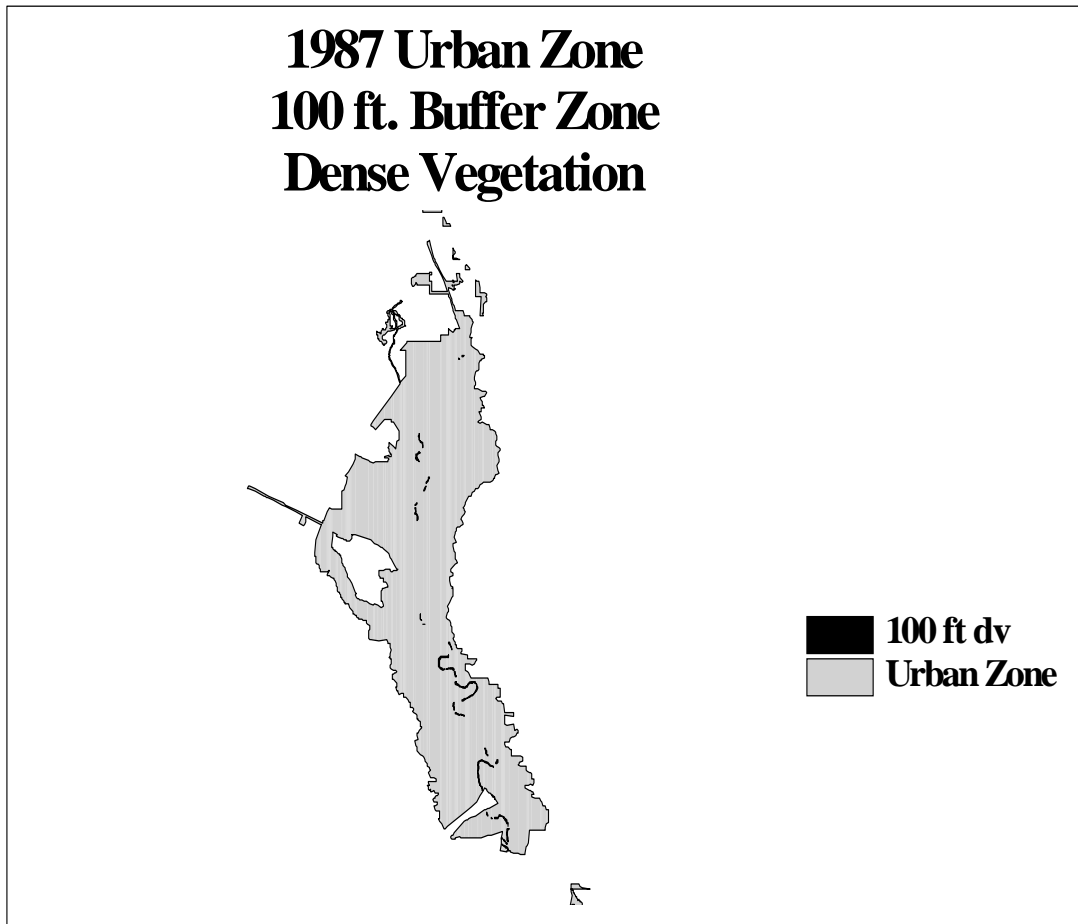 1987 Urban Zone
100 ft. Buffer Zone
Dense Vegetation
100 ft dv
Urban Zone